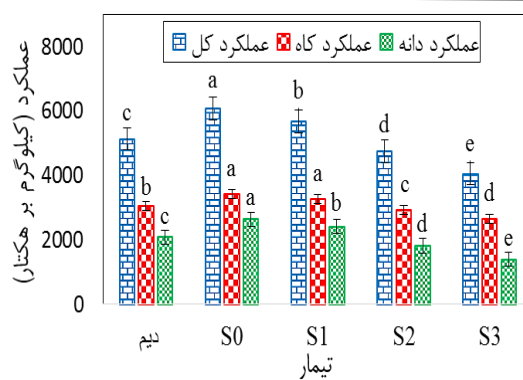 عملکرد کل عملکرد کاه عملکرد دانه
عملکرد (کیلوگرم بر هکتار)
8000
6000
4000
2000
0
c b c
a a a
b a b
d c d
e d e
دیم S0 S1 S2 S3
تیمار